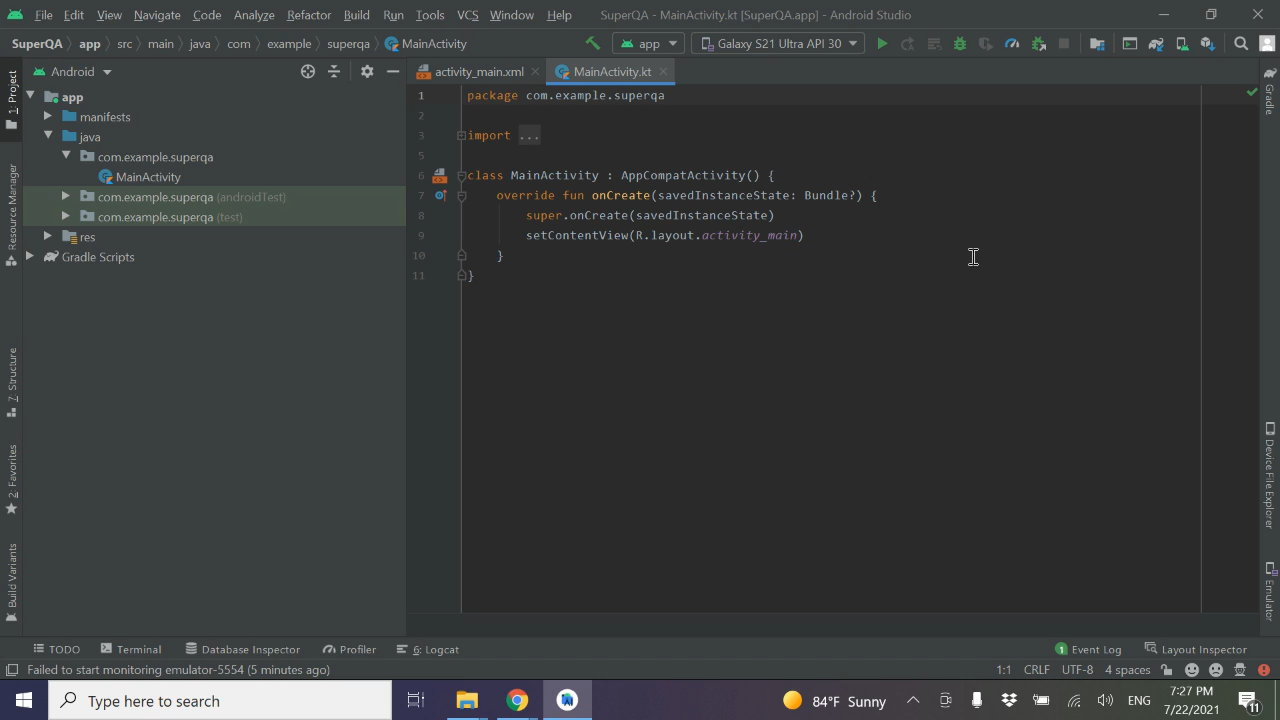 File Edit View Navigate Code Analyze Refactor Build Run Tools VCS Window Help SuperQA - MainActivity.kt [SuperQA.app] - Android Studio
SuperQA app src main java com example superqa MainActivity app Galaxy S21 Ultra API 30
Android activity_main.xml MainActivity.kt
1: Project
Resource Manager
7: Structure
2: Favorites
Build Variants
app
manifests
java
com.example.superqa
MainActivity
com.example.superqa (androidTest)
com.example.superqa (test)
res
Gradle Scripts
1 package com.example.superqa
2
3 import ...
5
6 class MainActivity : AppCompatActivity() {
7 override fun onCreate(savedInstanceState: Bundle?) {
8 super.onCreate(savedInstanceState)
9 setContentView(R.layout.activity_main)
10 }
11 }
Gradle
Device File Explorer
Emulator
TODO Terminal Database Inspector Profiler 6: Logcat 1 Event Log Layout Inspector
Failed to start monitoring emulator-5554 (5 minutes ago) 1:1 CRLF UTF-8 4 spaces
Type here to search 84°F Sunny ENG 7:27 PM
7/22/2021 11